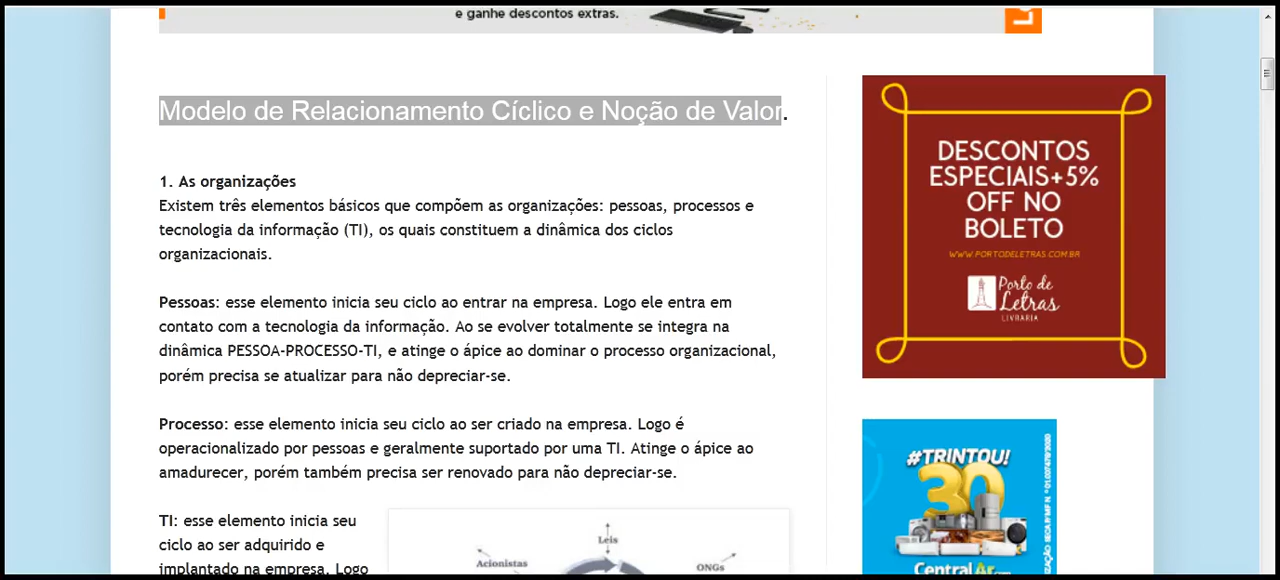 e ganhe descontos extras.
Modelo de Relacionamento Cíclico e Noção de Valor.
1. As organizações
Existem três elementos básicos que compõem as organizações: pessoas, processos e
tecnologia da informação (TI), os quais constituem a dinâmica dos ciclos
organizacionais.
Pessoas: esse elemento inicia seu ciclo ao entrar na empresa. Logo ele entra em
contato com a tecnologia da informação. Ao se evolver totalmente se integra na
dinâmica PESSOA-PROCESSO-TI, e atinge o ápice ao dominar o processo organizacional,
porém precisa se atualizar para não depreciar-se.
Processo: esse elemento inicia seu ciclo ao ser criado na empresa. Logo é
operacionalizado por pessoas e geralmente suportado por uma TI. Atinge o ápice ao
amadurecer, porém também precisa ser renovado para não depreciar-se.
TI: esse elemento inicia seu
ciclo ao ser adquirido e
implantado na empresa. Logo
Leis
Acionistas
ONGs
DESCONTOS
ESPECIAIS+5%
OFF NO
BOLETO
WWW.PORTODELETRAS.COM.BR
Porto de
Letras
LIVRARIA
#TRINTOU!
30
Central Ar